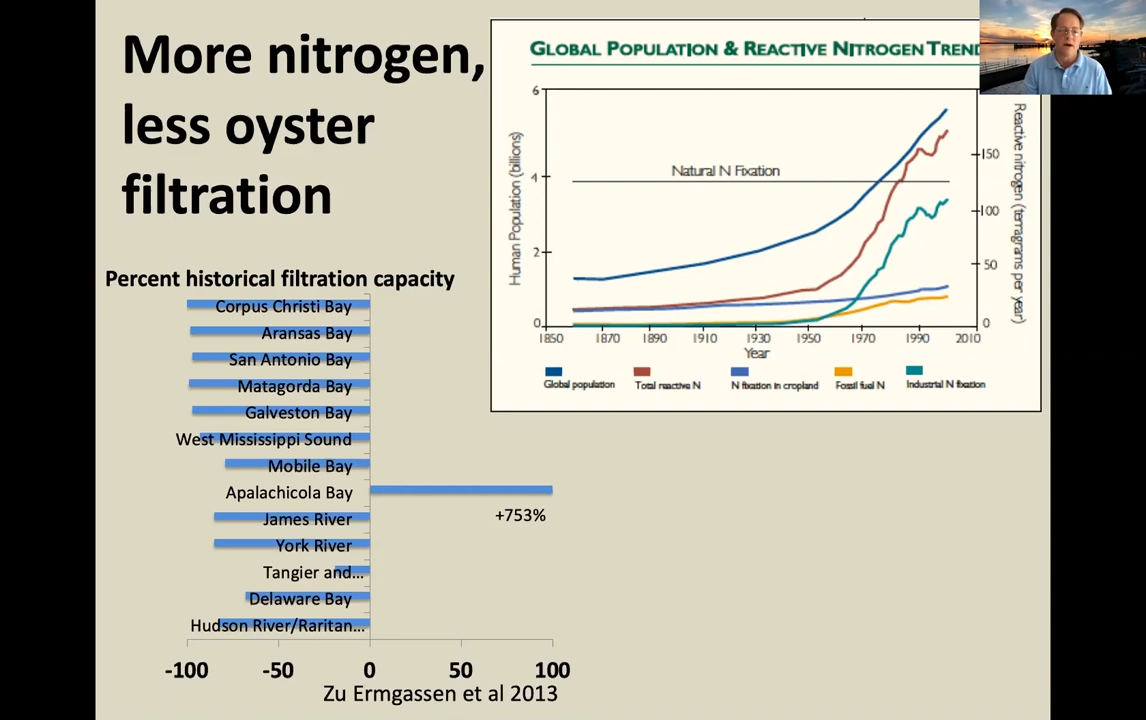 More nitrogen,
less oyster
filtration
Percent historical filtration capacity
Corpus Christi Bay
Aransas Bay
San Antonio Bay
Matagorda Bay
Galveston Bay
West Mississippi Sound
Mobile Bay
Apalachicola Bay
+753%
James River
York River
Tangier and...
Delaware Bay
Hudson River/Raritan...
-100 -50 0 50 100
Zu Ermgassen et al 2013
GLOBAL POPULATION & REACTIVE NITROGEN TREND
Human Population (billions)
6
4
2
0
Natural N Fixation
Reactive nitrogen (terragrams per year)
150
100
50
0
1850 1870 1890 1910 1930 1950 1970 1990 2010
Year
Global population Total reactive N N fixation in cropland Fossil fuel N Industrial N fixation